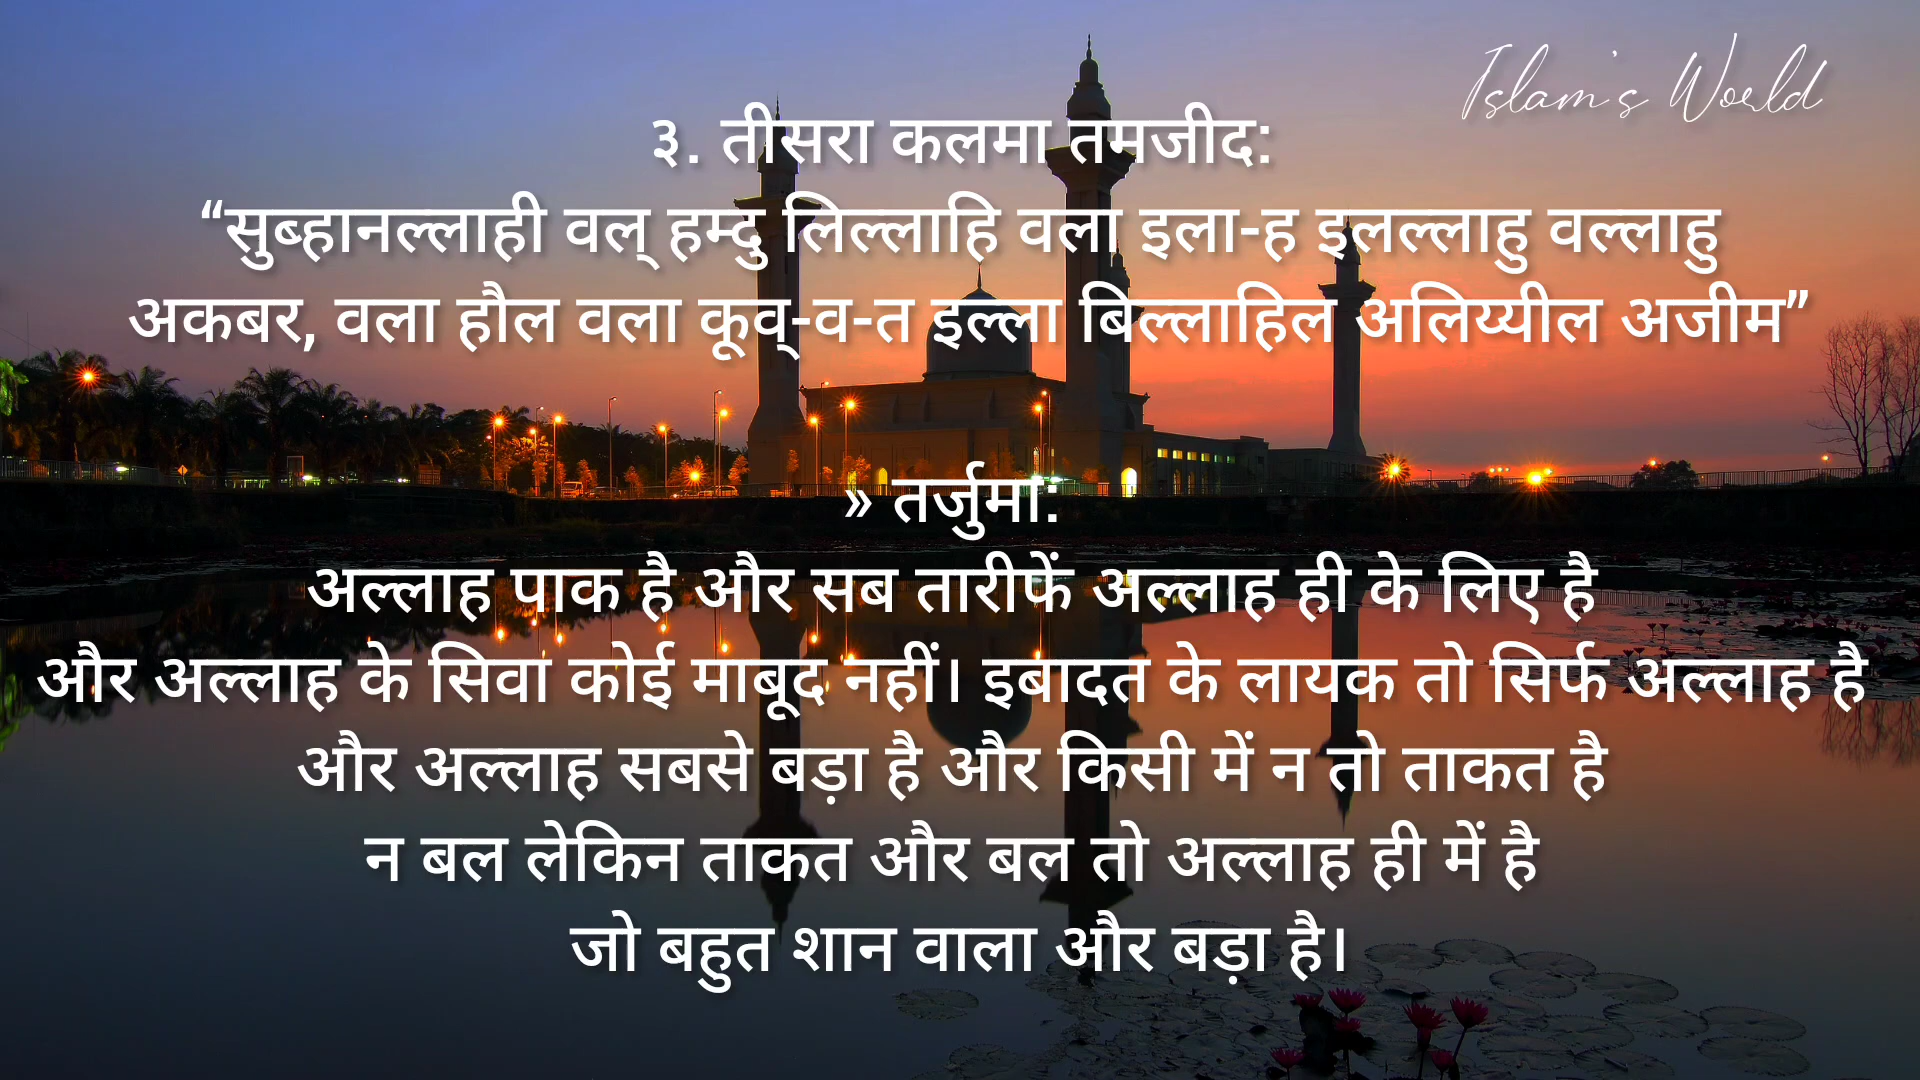 Islam's World
३. तीसरा कलमा तमजीद:
“सुब्हानल्लाही वल् हम्दु लिल्लाहि वला इला-ह इलल्लाहु वल्लाहु
अकबर, वला हौल वला कूव्-व-त इल्ला बिल्लाहिल अलिय्यील अजीम”
» तर्जुमा:
अल्लाह पाक है और सब तारीफें अल्लाह ही के लिए है
और अल्लाह के सिवा कोई माबूद नहीं। इबादत के लायक तो सिर्फ अल्लाह है
और अल्लाह सबसे बड़ा है और किसी में न तो ताकत है
न बल लेकिन ताकत और बल तो अल्लाह ही में है
जो बहुत शान वाला और बड़ा है।